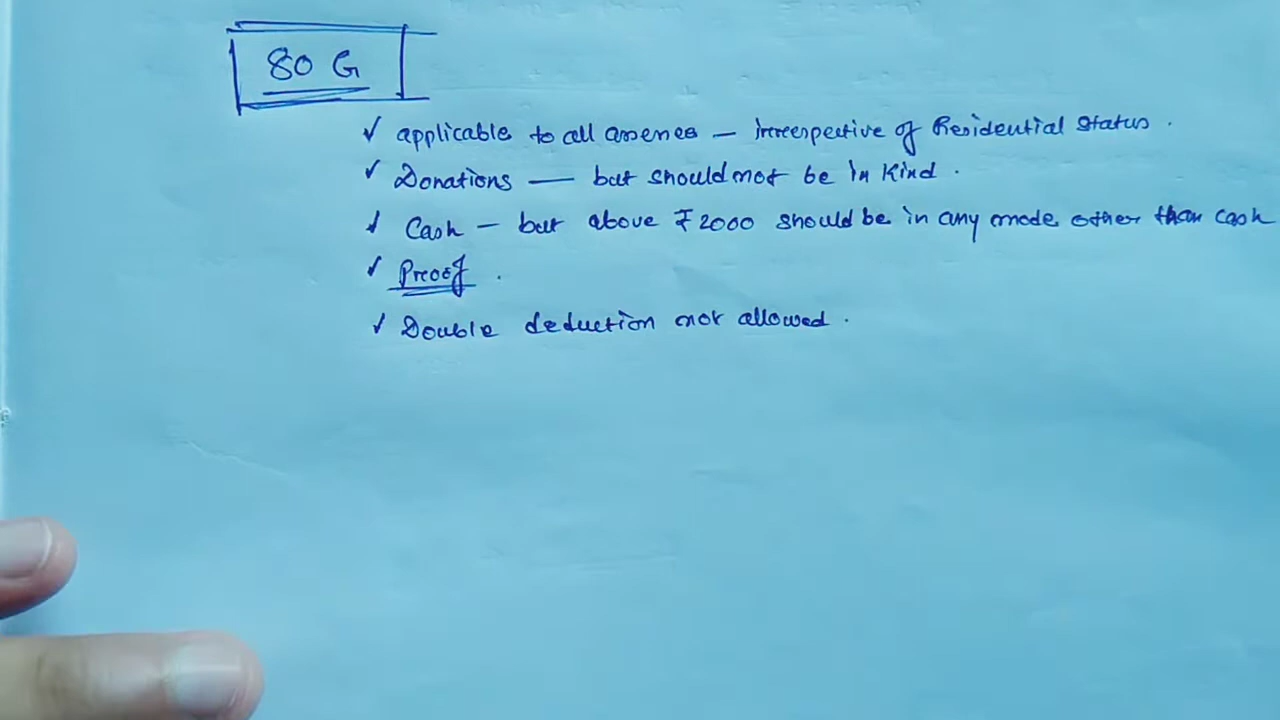 80 G
✓ applicable to all assesses - irrespective of Residential Status.
✓ Donations — but should not be in kind.
✓ Cash - but above ₹2000 should be in any mode other than cash
✓ Proof.
✓ Double deduction not allowed.